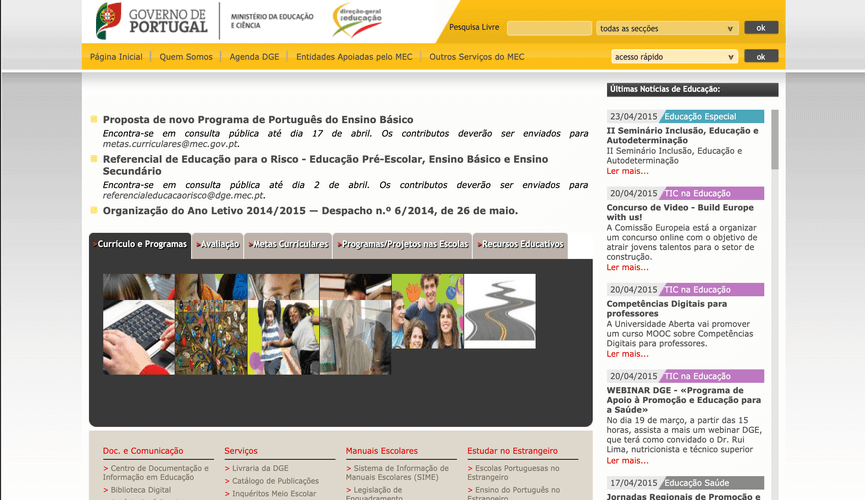 GOVERNO DE
PORTUGAL
MINISTÉRIO DA EDUCAÇÃO
E CIÊNCIA
direção-geral
da educação
Pesquisa Livre
todas as secções
ok
Página Inicial | Quem Somos | Agenda DGE | Entidades Apoiadas pelo MEC | Outros Serviços do MEC
acesso rápido
ok
Proposta de novo Programa de Português do Ensino Básico
Encontra-se em consulta pública até dia 17 de abril. Os contributos deverão ser enviados para
metas.curriculares@mec.gov.pt.
Referencial de Educação para o Risco - Educação Pré-Escolar, Ensino Básico e Ensino
Secundário
Encontra-se em consulta pública até dia 2 de abril. Os contributos deverão ser enviados para
referencialeducacaorisco@dge.mec.pt.
Organização do Ano Letivo 2014/2015 — Despacho n.º 6/2014, de 26 de maio.
>Currículo e Programas
>Avaliação
>Metas Curriculares
>Programas/Projetos nas Escolas
>Recursos Educativos
Doc. e Comunicação
> Centro de Documentação e
Informação em Educação
> Biblioteca Digital
Serviços
> Livraria da DGE
> Catálogo de Publicações
> Inquéritos Meio Escolar
Manuais Escolares
> Sistema de Informação de
Manuais Escolares (SIME)
> Legislação de
Enquadramento
Estudar no Estrangeiro
> Escolas Portuguesas no
Estrangeiro
> Ensino do Português no
Últimas Notícias de Educação:
23/04/2015 Educação Especial
II Seminário Inclusão, Educação e
Autodeterminação
II Seminário Inclusão, Educação e
Autodeterminação
Ler mais...
20/04/2015 TIC na Educação
Concurso de Video - Build Europe
with us!
A Comissão Europeia está a organizar
um concurso online com o objetivo de
atrair jovens talentos para o setor de
construção.
Ler mais...
20/04/2015 TIC na Educação
Competências Digitais para
professores
A Universidade Aberta vai promover
um curso MOOC sobre Competências
Digitais para professores.
Ler mais...
20/04/2015 TIC na Educação
WEBINAR DGE - «Programa de
Apoio à Promoção e Educação para
a Saúde»
No dia 19 de março, a partir das 15
horas, assista a mais um webinar DGE,
que terá como convidado o Dr. Rui
Lima, nutricionista e técnico superior
Ler mais...
17/04/2015 Educação Saúde
Jornadas Regionais de Promoção e